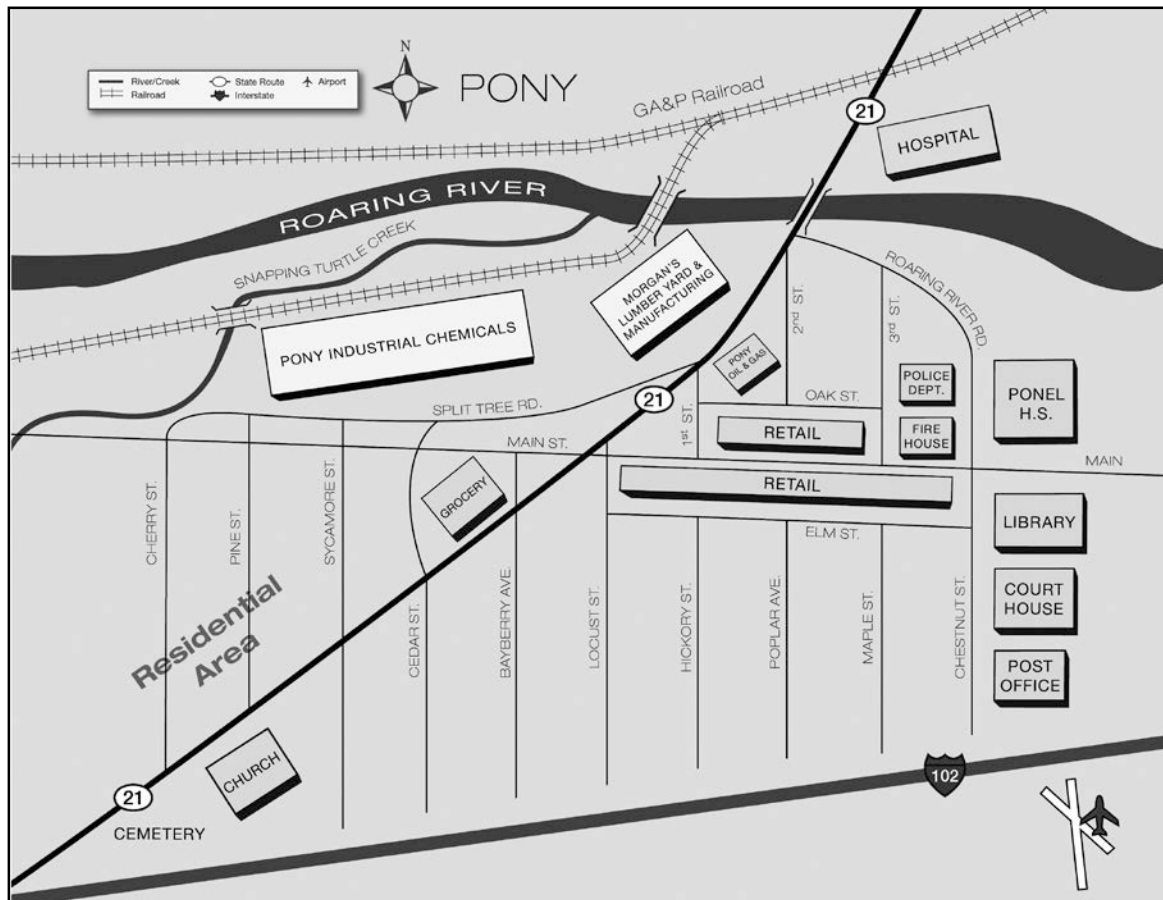 N
PONY
River/Creek
State Route
Airport
Railroad
Interstate
GA&P Railroad
21
HOSPITAL
ROARING RIVER
SNAPPING TURTLE CREEK
ROARING RIVER RD.
MORGAN'S
LUMBER YARD &
MANUFACTURING
2nd ST.
3rd ST.
PONY INDUSTRIAL CHEMICALS
PONY
OIL & GAS
POLICE
DEPT.
PONEL
H.S.
SPLIT TREE RD.
21
OAK ST.
1st ST.
RETAIL
FIRE
HOUSE
MAIN ST.
MAIN
RETAIL
GROCERY
LIBRARY
ELM ST.
CHERRY ST.
PINE ST.
SYCAMORE ST.
CEDAR ST.
BAYBERRY AVE.
LOCUST ST.
HICKORY ST.
POPLAR AVE.
MAPLE ST.
CHESTNUT ST.
COURT
HOUSE
POST
OFFICE
Residential
Area
CHURCH
102
21
CEMETERY